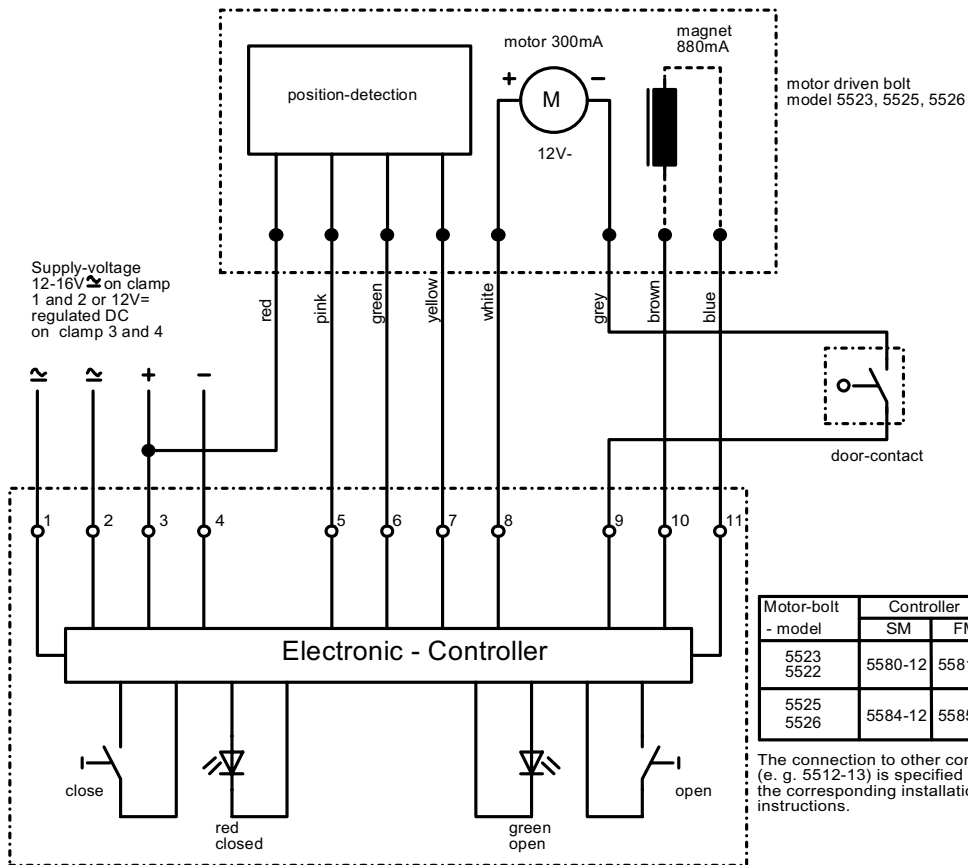 motor 300mA
magnet
880mA
position-detection
+
M
−
12V-
motor driven bolt
model 5523, 5525, 5526
Supply-voltage
12-16V ≃ on clamp
1 and 2 or 12V=
regulated DC
on clamp 3 and 4
red
pink
green
yellow
white
grey
brown
blue
≃ ≃ + −
door-contact
1 2 3 4 5 6 7 8 9 10 11
Electronic - Controller
close
red
closed
green
open
open
Motor-bolt Controller
- model SM
5523
5522 5580-12
5525
5526 5584-12
The connection to other
(e. g. 5512-13) is specified
the corresponding
instructions.